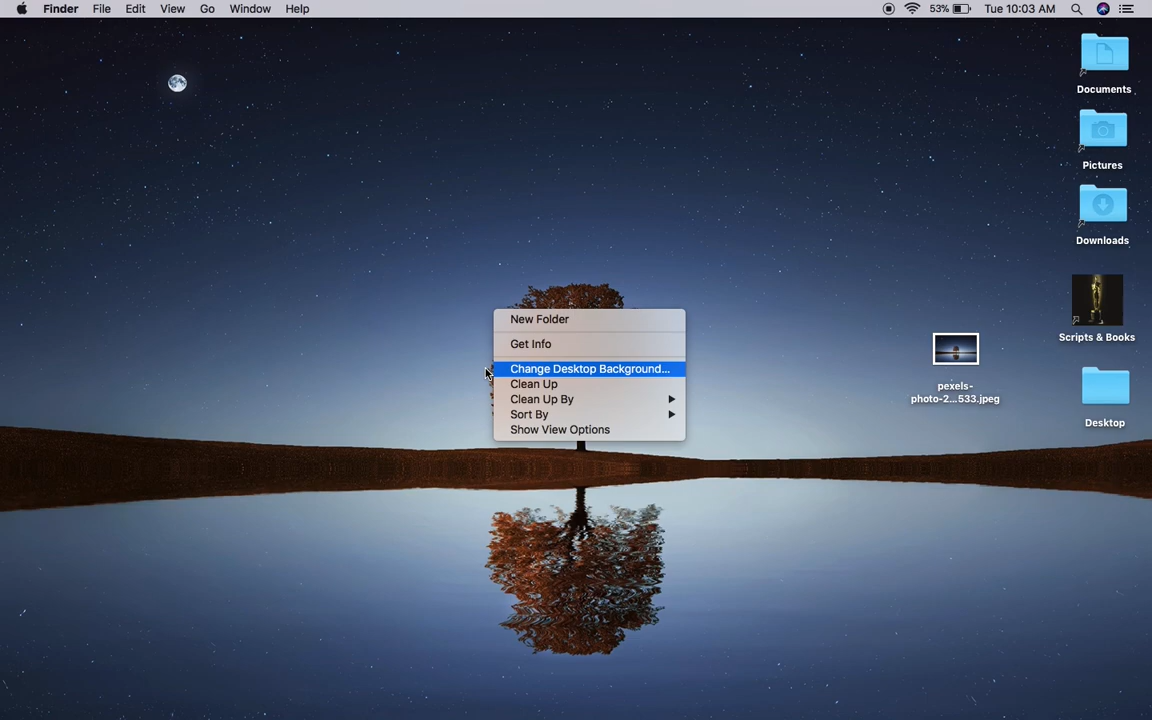 Finder File Edit View Go Window Help 53% Tue 10:03 AM
Documents
Pictures
Downloads
Scripts & Books
pexels-
photo-2...533.jpeg
Desktop
New Folder
Get Info
Change Desktop Background...
Clean Up
Clean Up By
Sort By
Show View Options